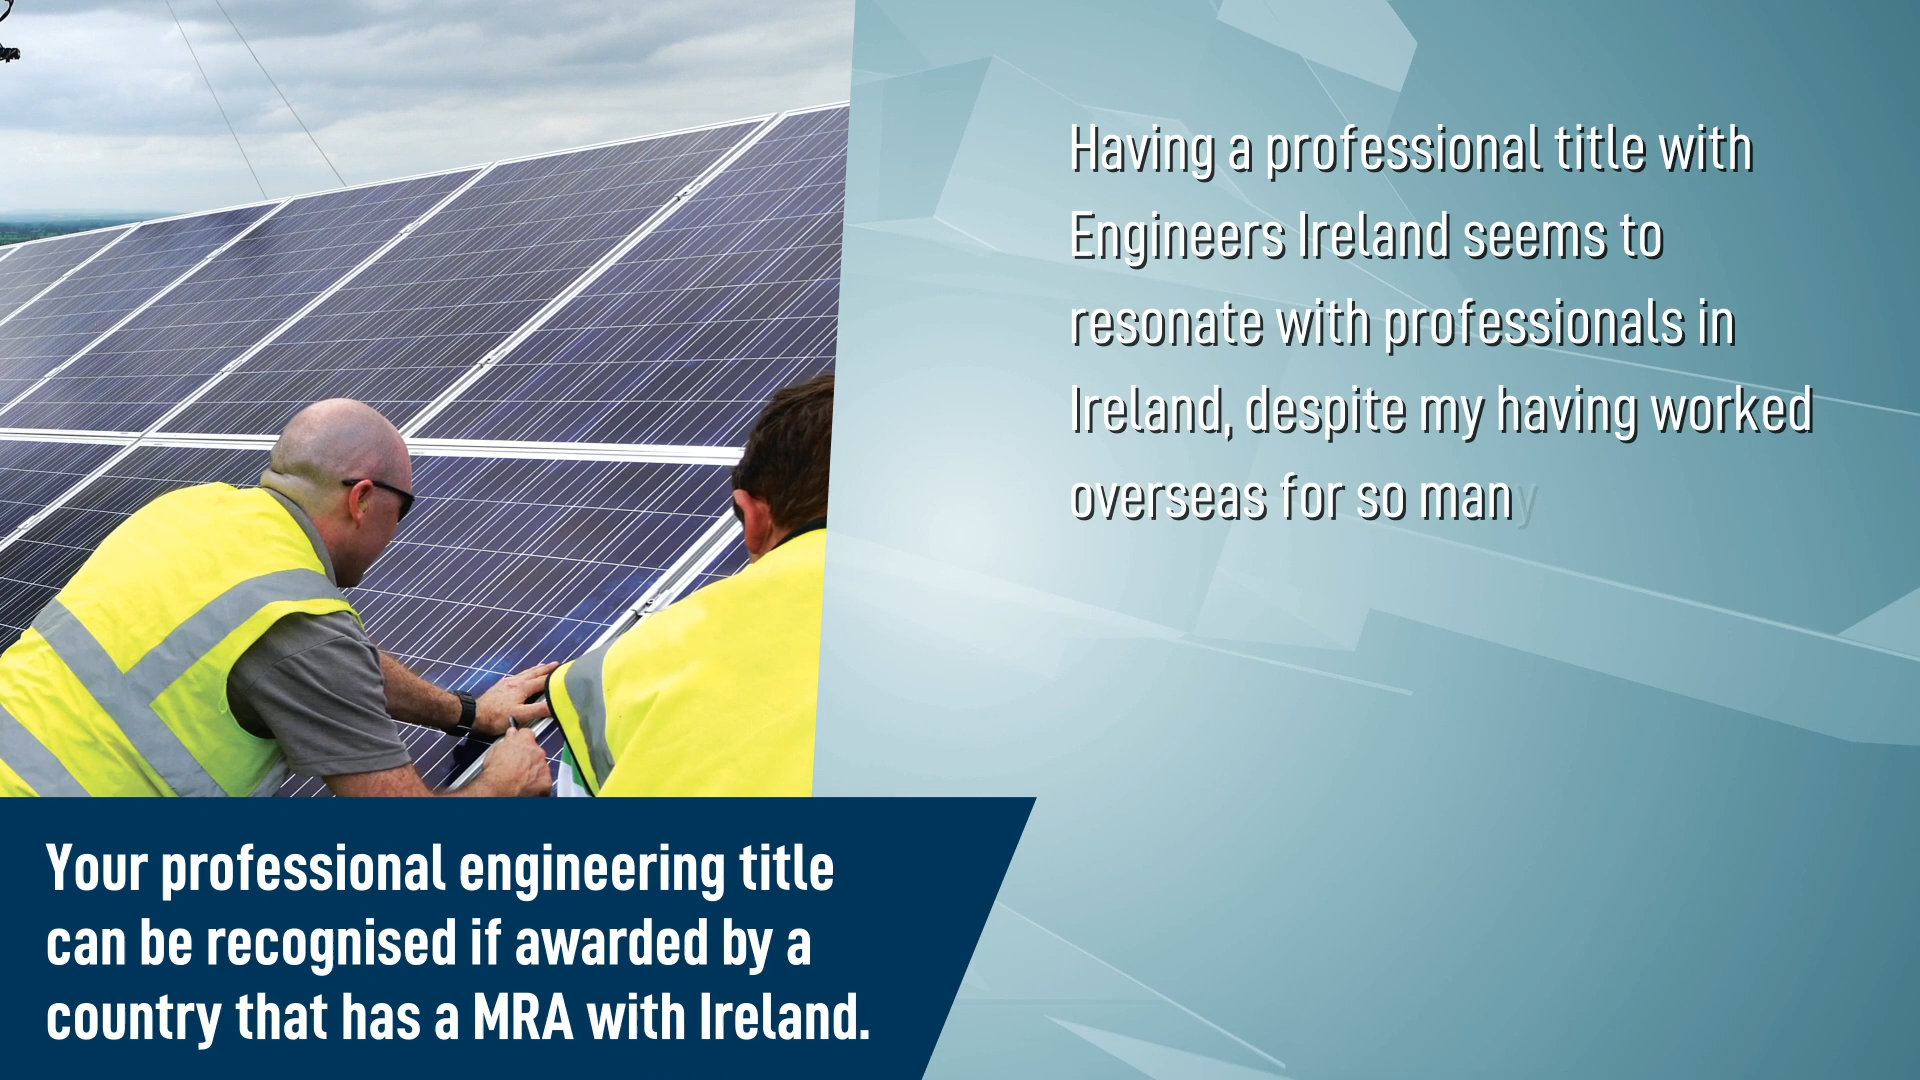 Having a professional title with
Engineers Ireland seems to
resonate with professionals in
Ireland, despite my having worked
overseas for so many
Your professional engineering title
can be recognised if awarded by a
country that has a MRA with Ireland.